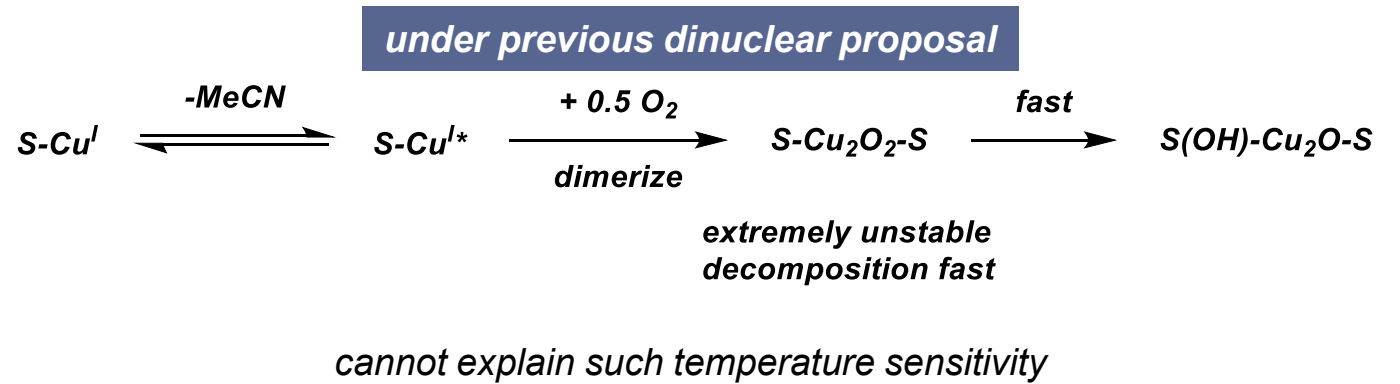 under previous dinuclear proposal
-MeCN
+ 0.5 O₂
fast
S-Cuᴵ
S-Cuᴵ*
dimerize
S-Cu₂O₂-S
S(OH)-Cu₂O-S
extremely unstable
decomposition fast
cannot explain such temperature sensitivity